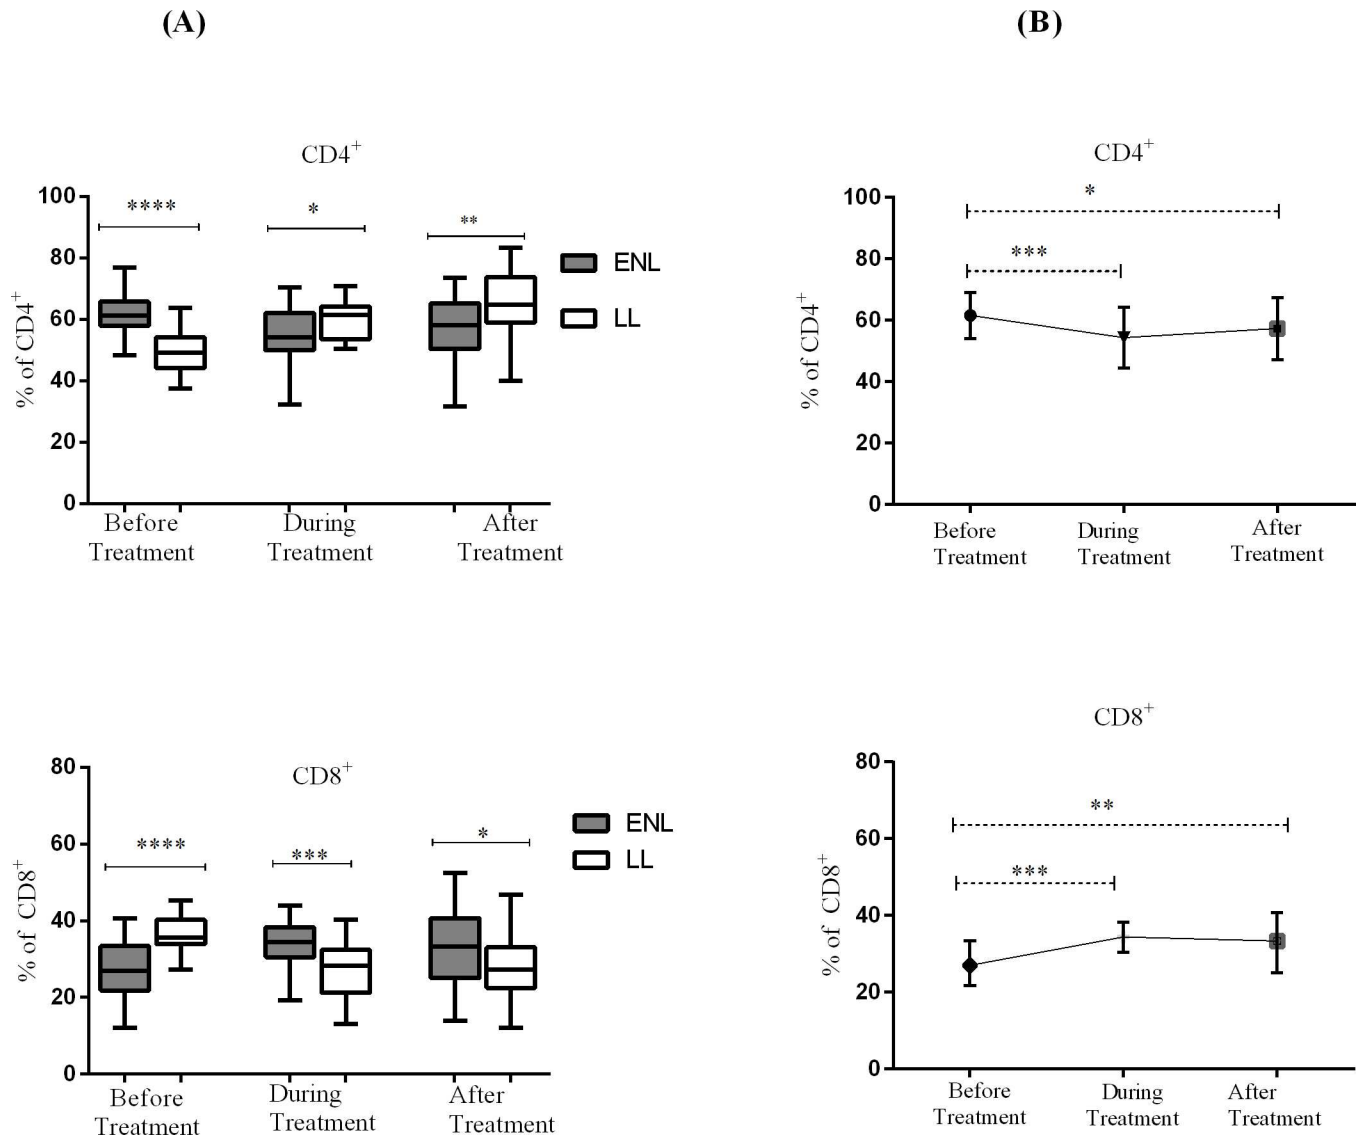 (A)
(B)
CD4+
100
80
60
40
20
0
% of CD4+
****
*
**
ENL
LL
Before
Treatment
During
Treatment
After
Treatment
CD4+
100
80
60
40
20
0
% of CD4+
*
***
Before
Treatment
During
Treatment
After
Treatment
CD8+
80
60
40
20
0
% of CD8+
****
***
*
ENL
LL
Before
Treatment
During
Treatment
After
Treatment
CD8+
80
60
40
20
0
% of CD8+
**
***
Before
Treatment
During
Treatment
After
Treatment